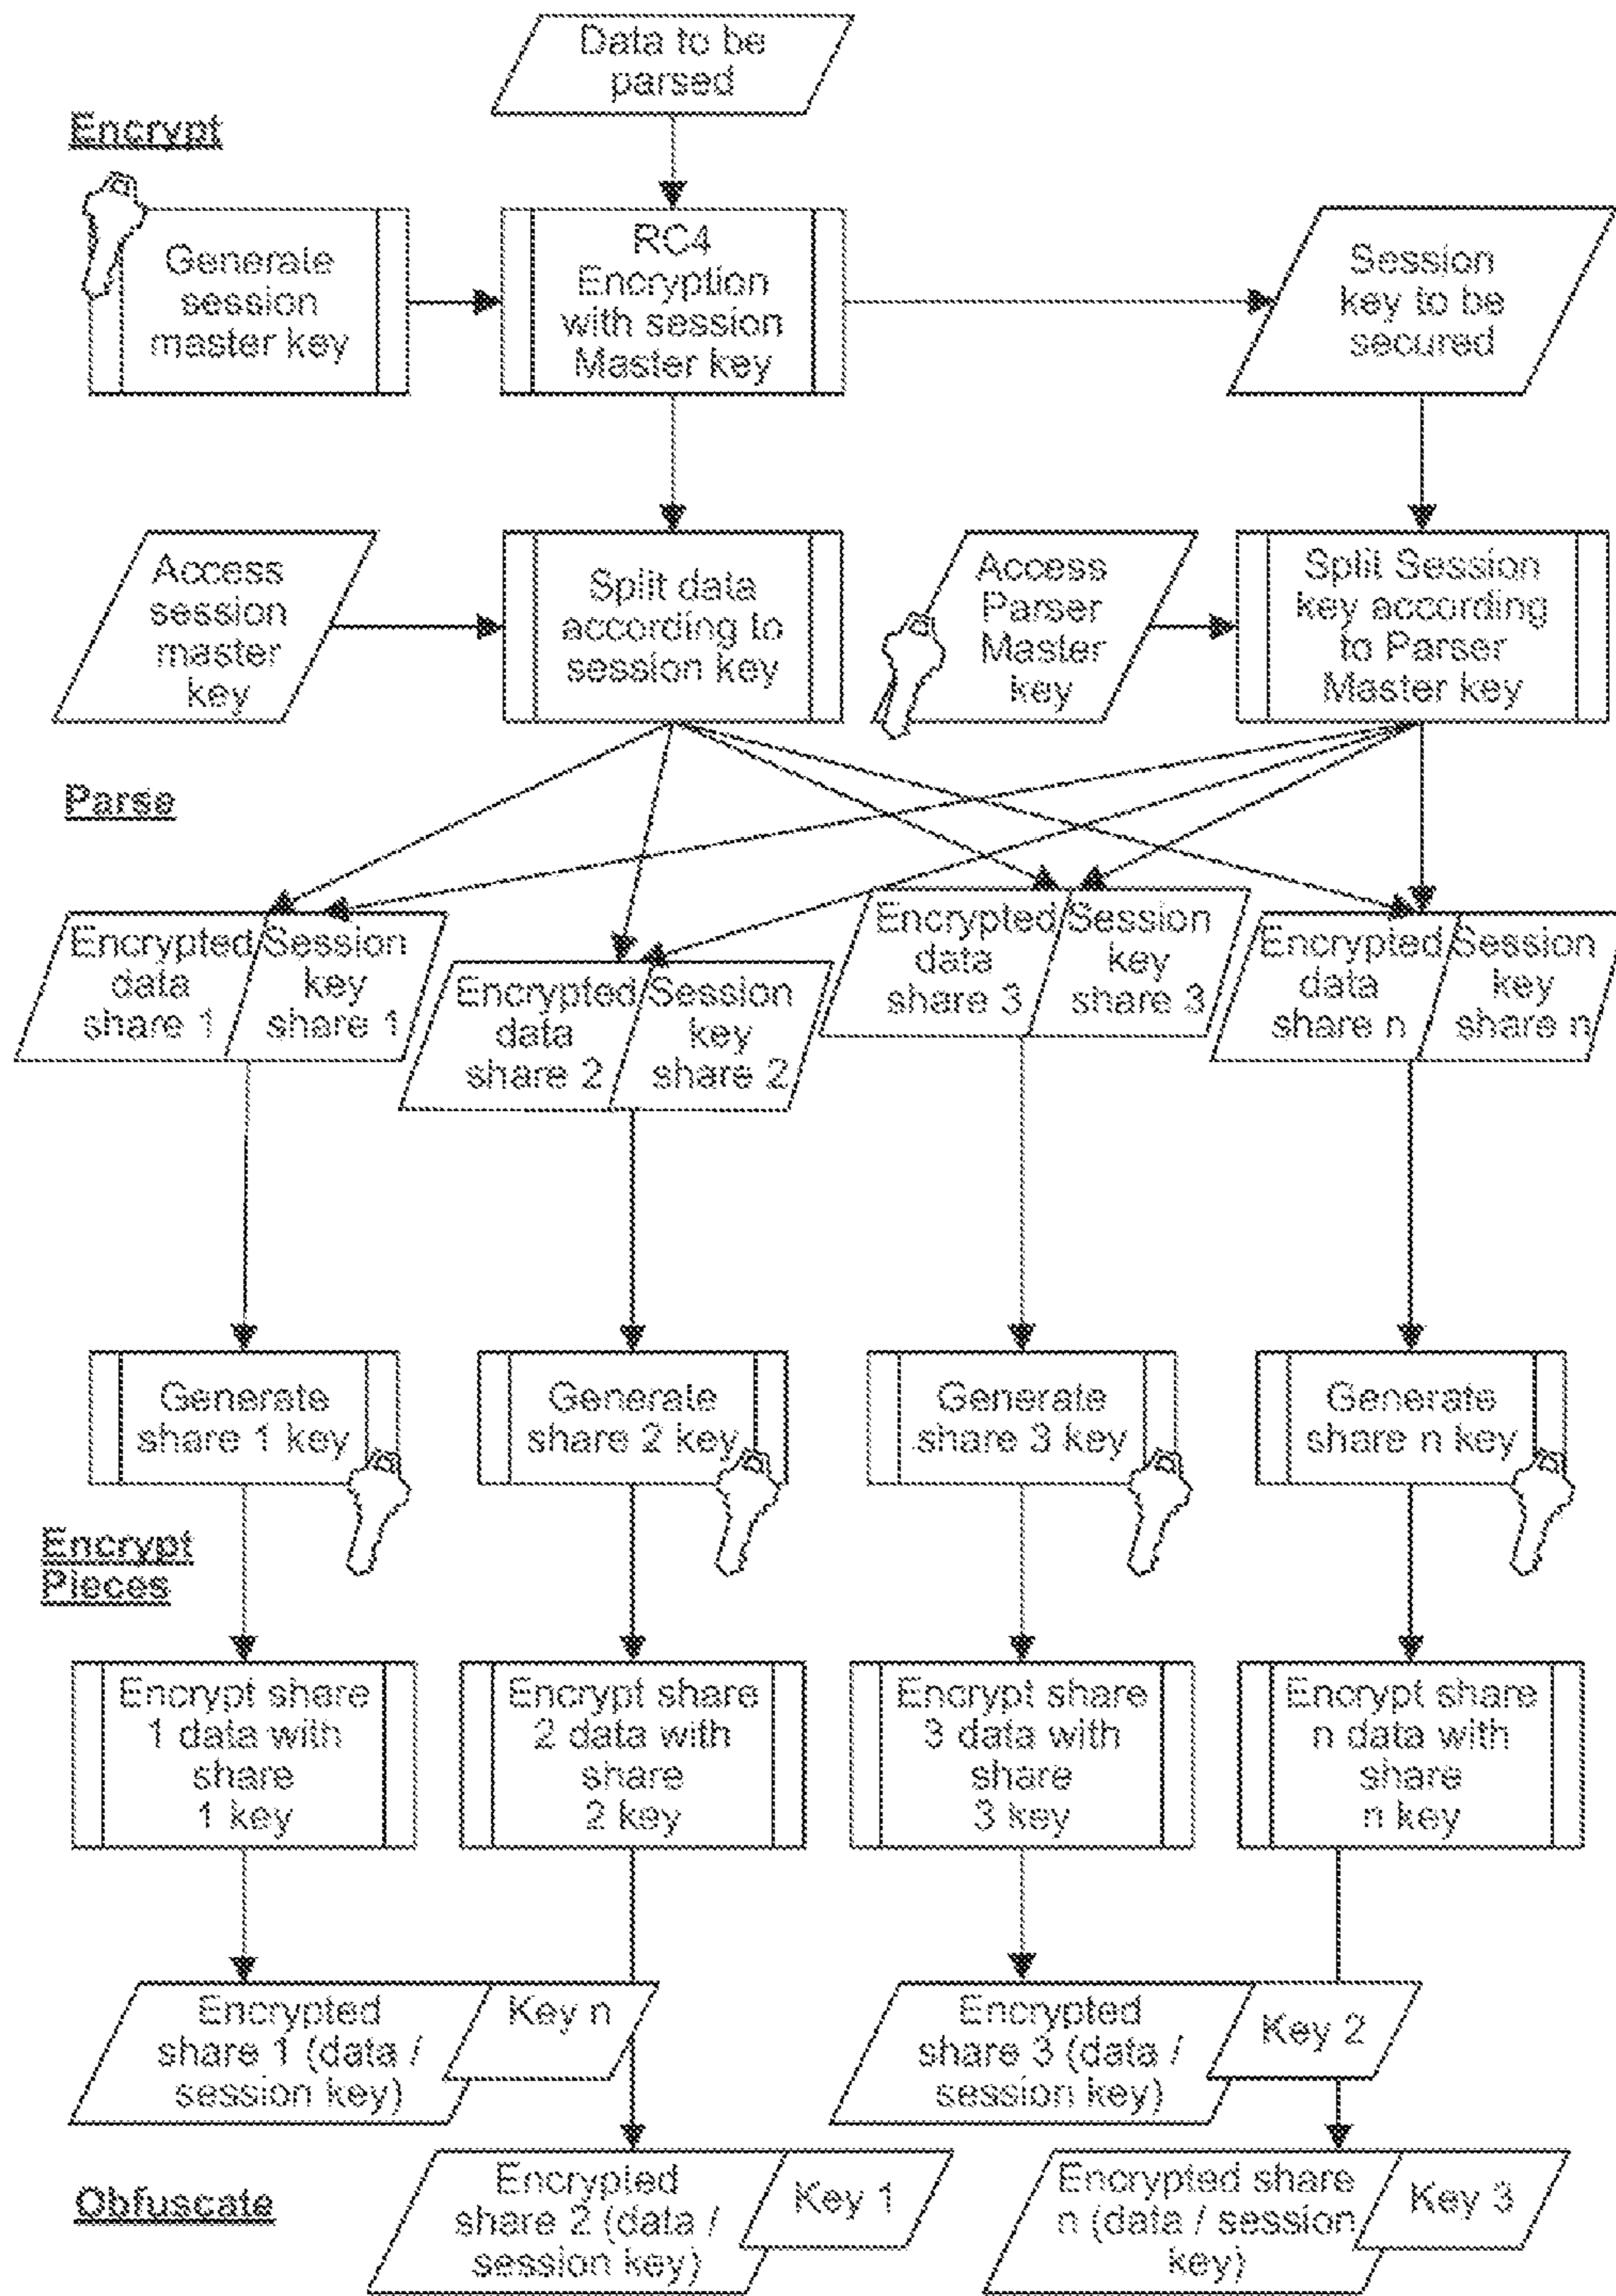 Data to be
parsed
Encrypt
Generate
session
master key
RC4
Encryption
with session
Master key
Session
key to be
secured
Access
session
master
key
Split data
according to
session key
Access
Parser
Master
key
Split Session
key according
to Parser
Master key
Parse
Encrypted
data
share 1
Session
key
share 1
Encrypted
data
share 2
Session
key
share 2
Encrypted
data
share 3
Session
key
share 3
Encrypted
data
share n
Session
key
share n
Generate
share 1 key
Generate
share 2 key
Generate
share 3 key
Generate
share n key
Encrypt
Pieces
Encrypt share
1 data with
share
1 key
Encrypt share
2 data with
share
2 key
Encrypt share
3 data with
share
3 key
Encrypt share
n data with
share
n key
Encrypted
share 1 (data /
session key)
Key n
Encrypted
share 3 (data /
session key)
Key 2
Obfuscate
Encrypted
share 2 (data /
session key)
Key 1
Encrypted share
n (data / session
key)
Key 3